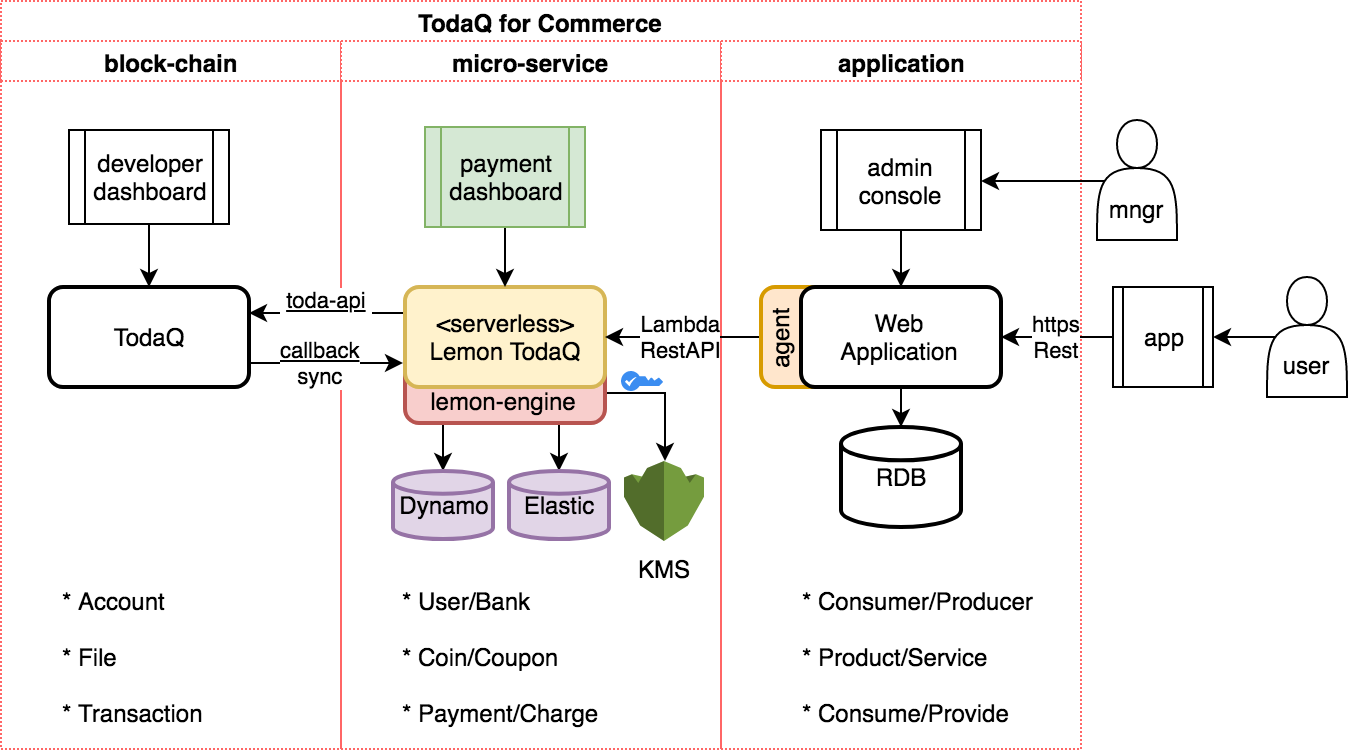 TodaQ for Commerce
block-chain
micro-service
application
developer
dashboard
payment
dashboard
admin
console
mngr
toda-api
TodaQ
callback
sync
<serverless>
Lemon TodaQ
lemon-engine
Lambda
RestAPI
agent
Web
Application
https
Rest
app
user
Dynamo
Elastic
KMS
RDB
* Account
* User/Bank
* Consumer/Producer
* File
* Coin/Coupon
* Product/Service
* Transaction
* Payment/Charge
* Consume/Provide